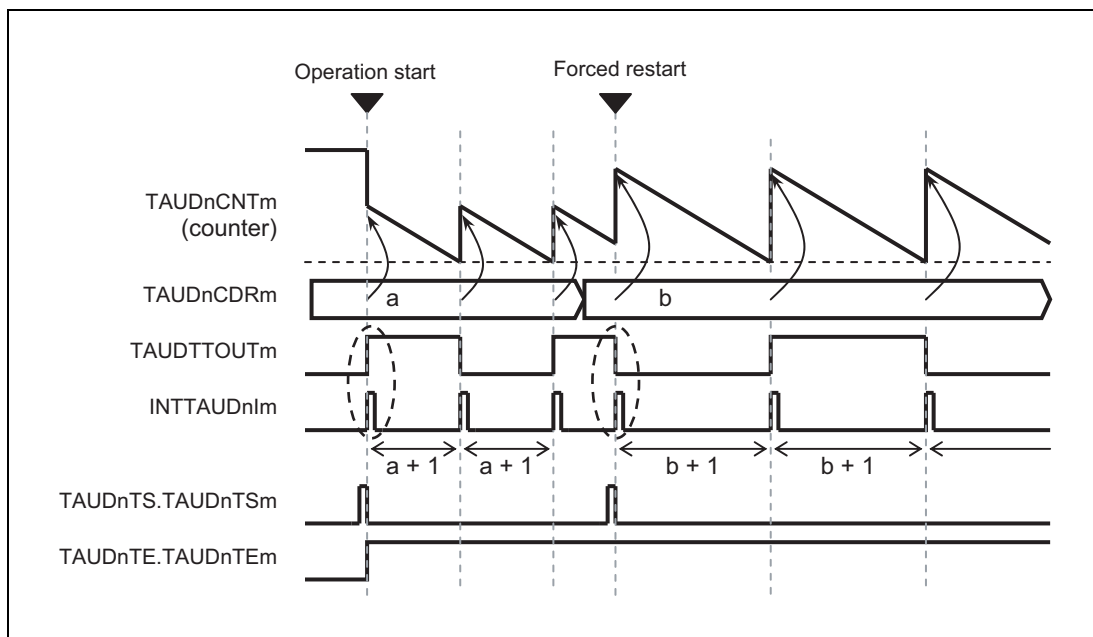 Operation start
Forced restart
TAUDnCNTm
(counter)
TAUDnCDRm
a
b
TAUDTTOUTm
INTTAUDnIm
a + 1
a + 1
b + 1
b + 1
TAUDnTS.TAUDnTSm
TAUDnTE.TAUDnTEm